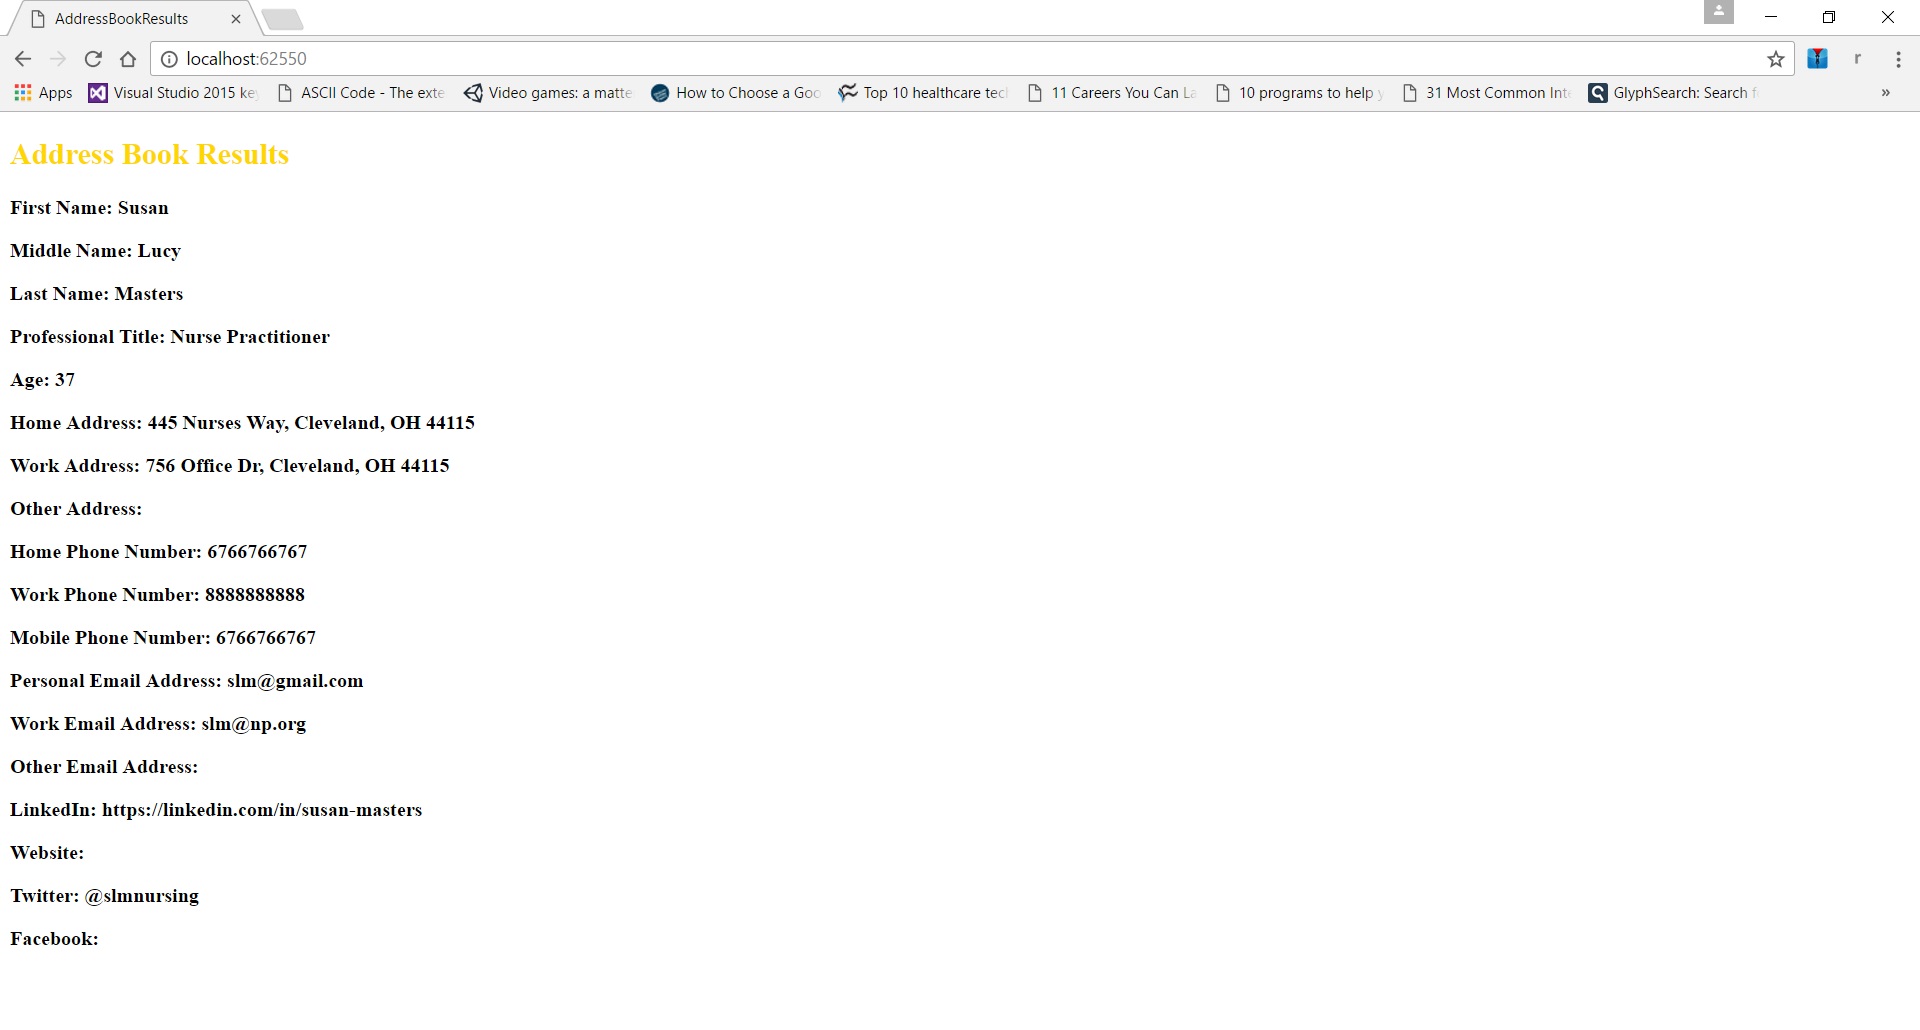 AddressBookResults
localhost:62550
Apps Visual Studio 2015 key ASCII Code - The exte Video games: a matte How to Choose a Goo Top 10 healthcare tec 11 Careers You Can La 10 programs to help y 31 Most Common Inte GlyphSearch: Search f »
Address Book Results
First Name: Susan
Middle Name: Lucy
Last Name: Masters
Professional Title: Nurse Practitioner
Age: 37
Home Address: 445 Nurses Way, Cleveland, OH 44115
Work Address: 756 Office Dr, Cleveland, OH 44115
Other Address:
Home Phone Number: 6766766767
Work Phone Number: 8888888888
Mobile Phone Number: 6766766767
Personal Email Address: slm@gmail.com
Work Email Address: slm@np.org
Other Email Address:
LinkedIn: https://linkedin.com/in/susan-masters
Website:
Twitter: @slmnursing
Facebook: